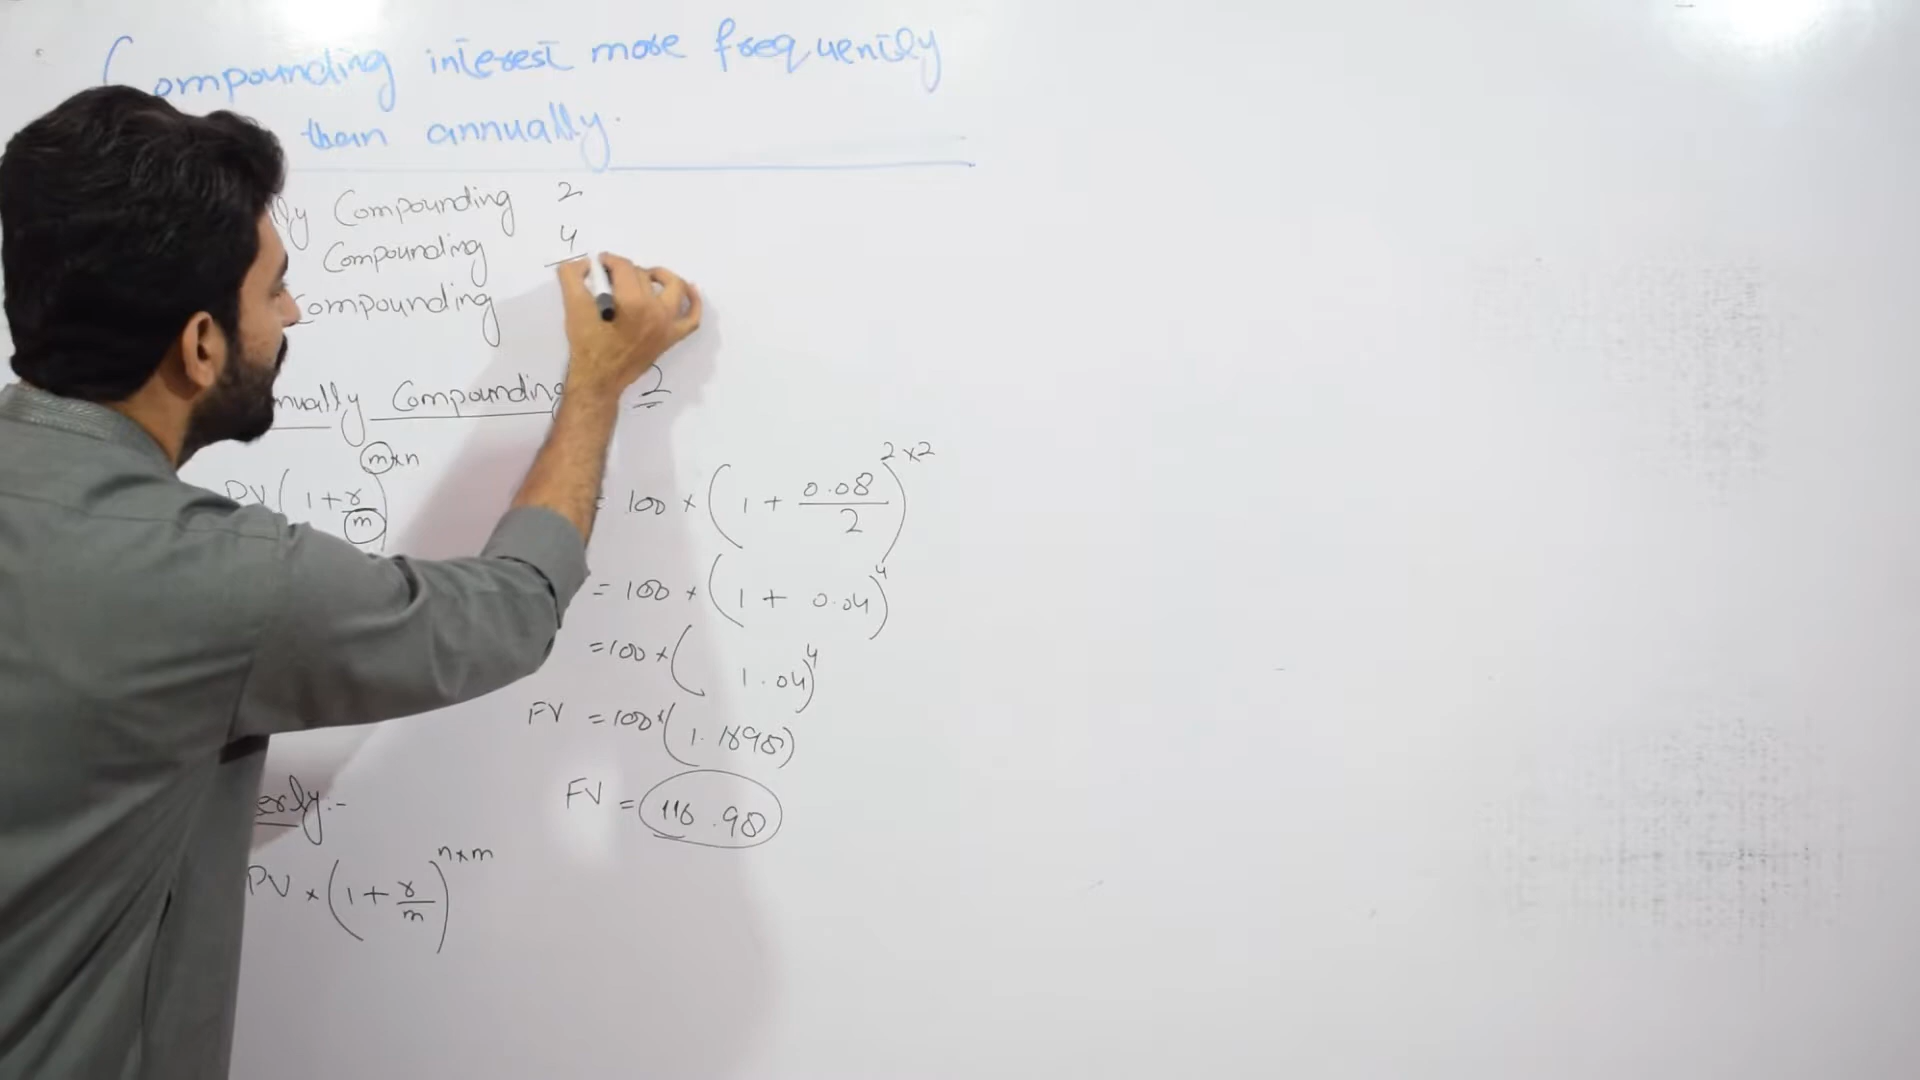 Compounding interest more frequently
than annually.
Compounding 2
Compounding 4
Compounding
Compounding 2
PV(1+r/m)^m×n
= 100 × (1 + 0.08/2)^2×2
= 100 × (1 + 0.04)^4
=100 × (1.04)^4
FV =100×(1.1698)
FV = 116.98
PV × (1+r/m)^n×m